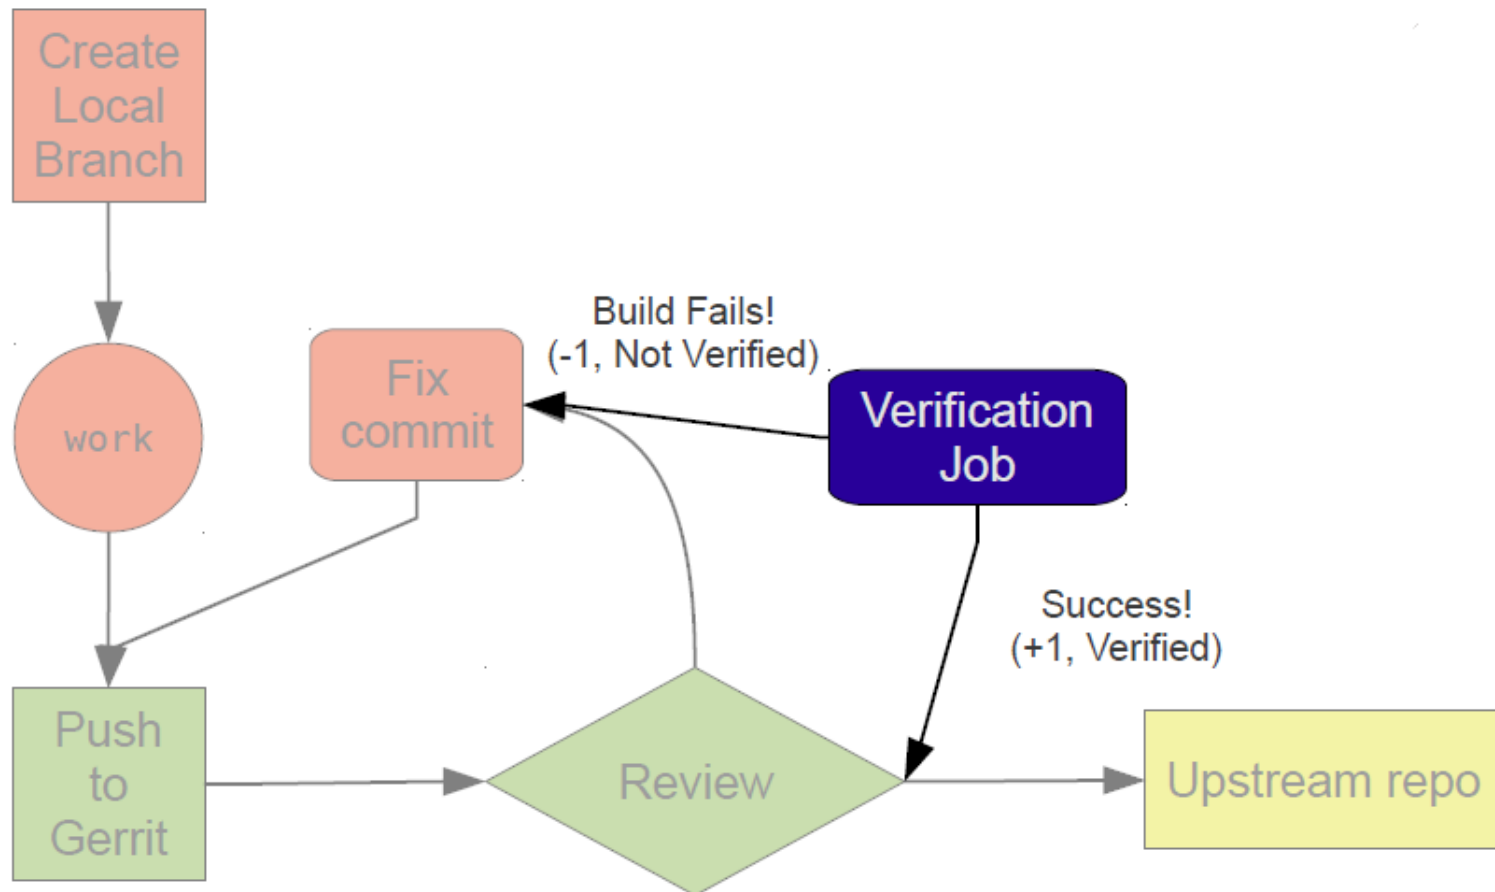 Create
Local
Branch
Build Fails!
(-1, Not Verified)
Fix
commit
Verification
Job
work
Success!
(+1, Verified)
Push
to
Gerrit
Review
Upstream repo